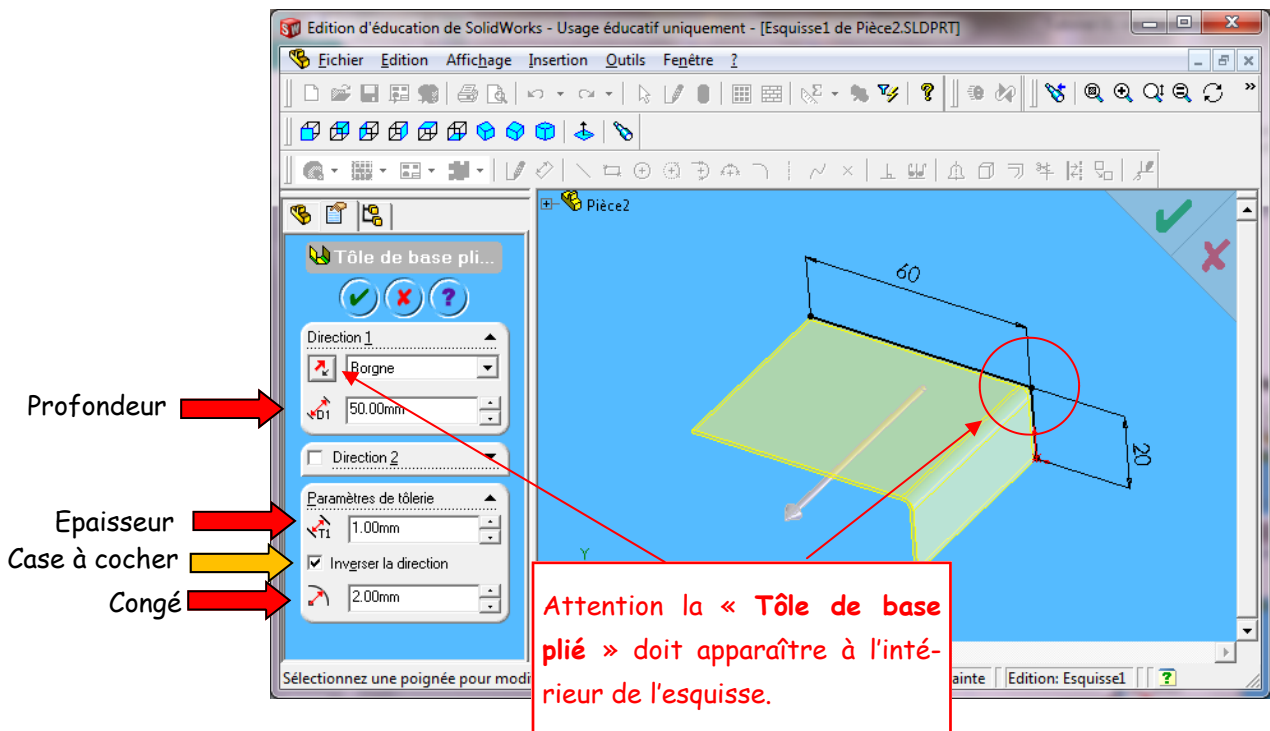 Edition d'éducation de SolidWorks - Usage éducatif uniquement - [Esquisse1 de Pièce2.SLDPRT]
Fichier Edition Affichage Insertion Outils Fenêtre ?
Pièce2
Tôle de base pli...
60
Direction 1
Borgne
Profondeur
D1
50.00mm
20
Direction 2
Paramètres de tôlerie
Epaisseur
T1
1.00mm
Case à cocher
Inverser la direction
Y
Congé
2.00mm
Attention la « Tôle de base
plié » doit apparaître à l'inté-
rieur de l'esquisse.
Sélectionnez une poignée pour modi
ainte Edition: Esquisse1 ?